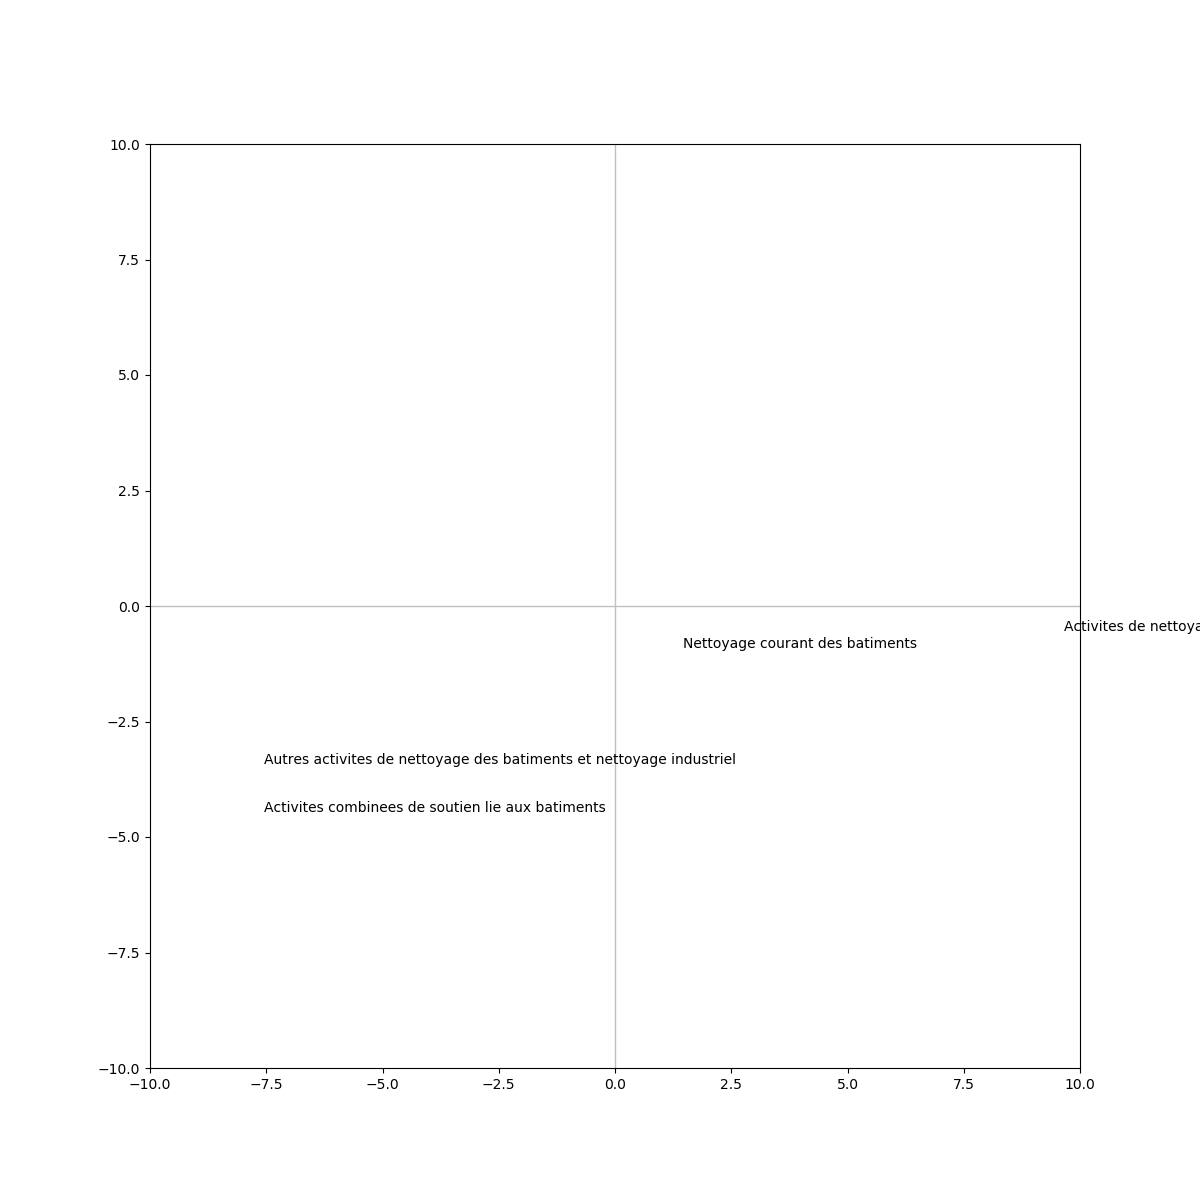 10.0
7.5
5.0
2.5
0.0
Activites de
Nettoyage courant des batiments
−2.5
Autres activites de nettoyage des batiments et nettoyage industriel
Activites combinees de soutien lie aux batiments
−5.0
−7.5
−10.0
−10.0 −7.5 −5.0 −2.5 0.0 2.5 5.0 7.5 10.0